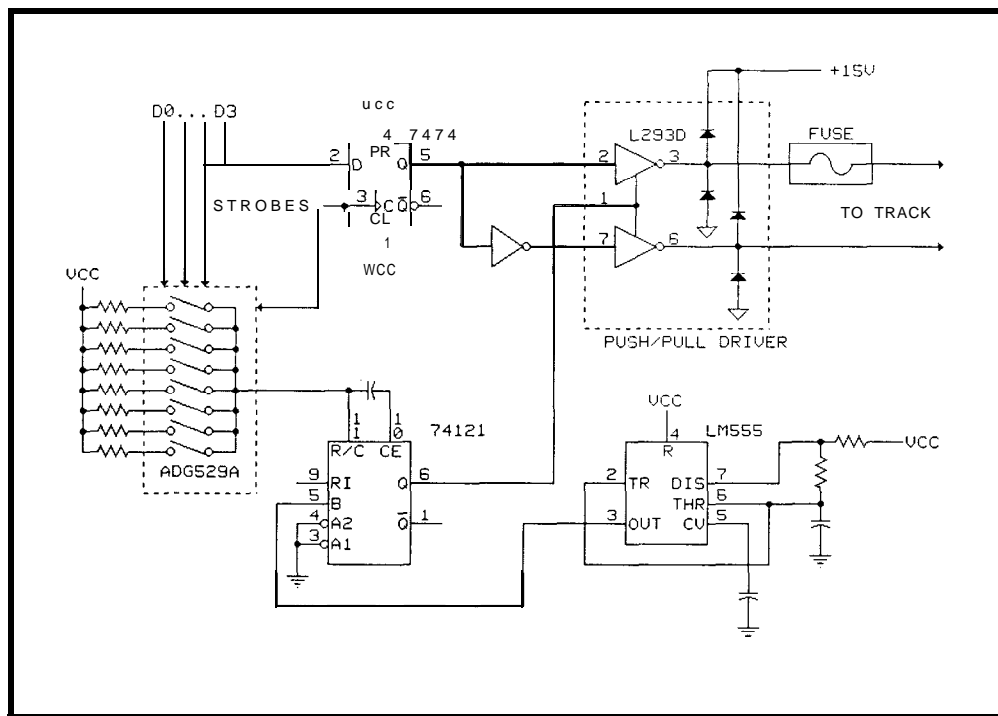 +15V
D0... D3
ucc
4 7474
PR
2 D Q 5
STROBES
3 C Q 6
CL
1
WCC
L293D
2 3
1
7 6
FUSE
TO TRACK
PUSH/PULL DRIVER
VCC
ADG529A
1 1
1 0
74121
R/C CE
9 RI Q 6
5 B
4 A2 Q 1
3 A1
VCC
4 LM555
R
VCC
2 TR DIS 7
THR 6
3 OUT CV 5